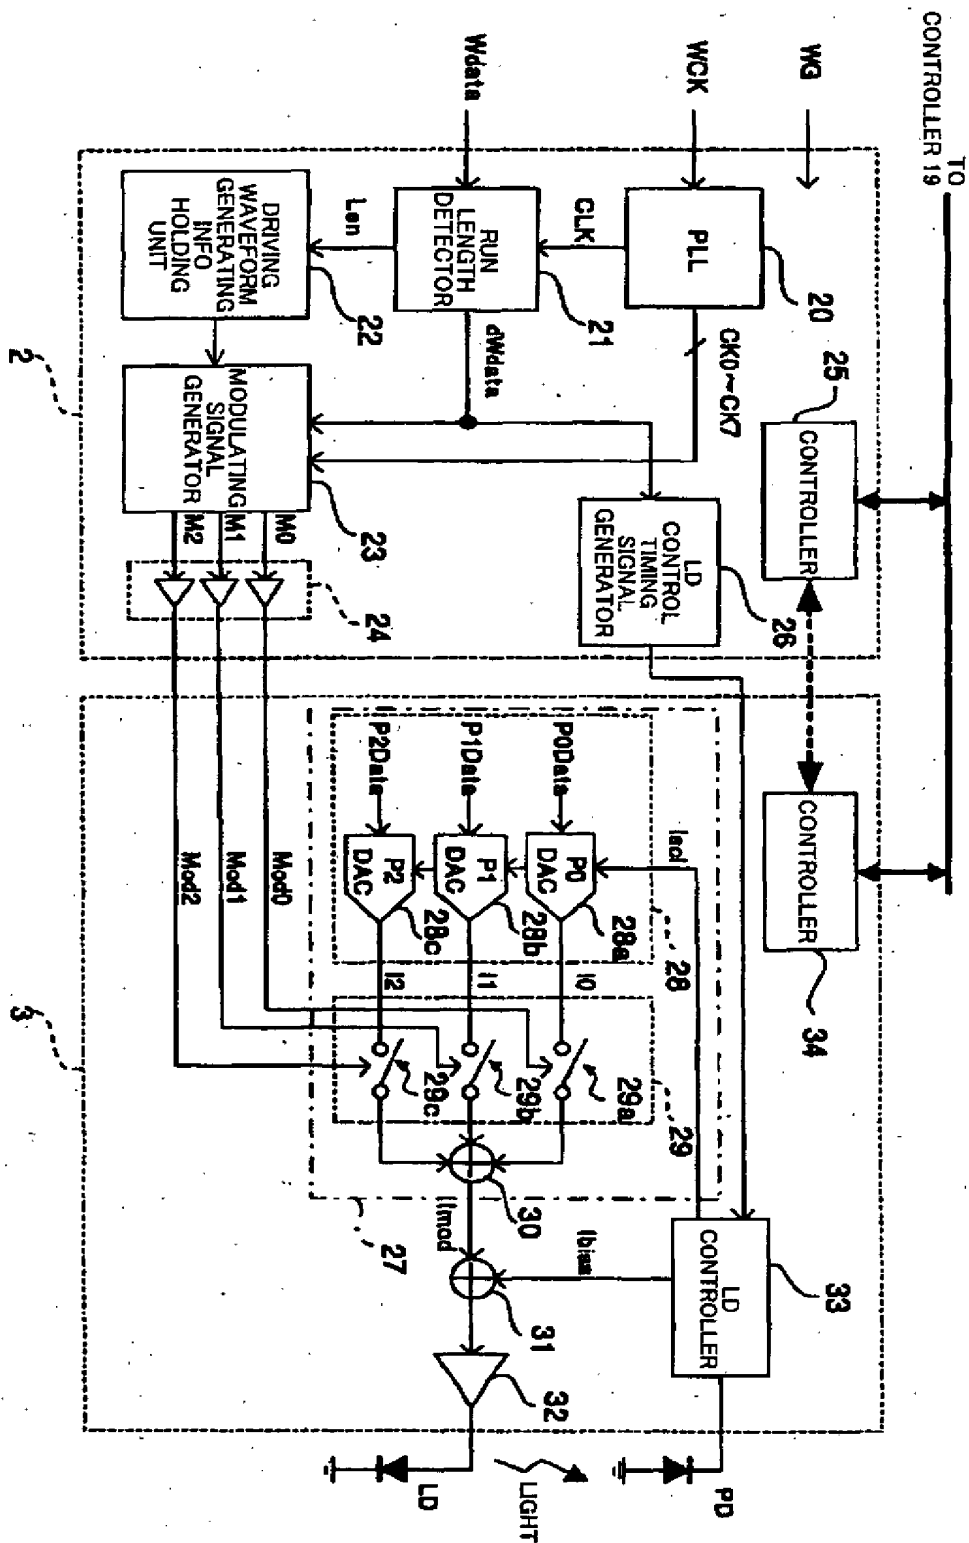 TO
CONTROLLER 19
WG
WCK
Wdata
PLL
20
CLK
CK0~CK7
RUN
LENGTH
DETECTOR
21
Len
dWdata
DRIVING
WAVEFORM
GENERATING
INFO
HOLDING
UNIT
22
MODULATING
SIGNAL
GENERATOR
23
M0
M1
M2
24
25
CONTROLLER
LD
CONTROL
TIMING
SIGNAL
GENERATOR
26
2
CONTROLLER
34
P0Data
P1Data
P2Data
P0
DAC
28a
P1
DAC
28b
P2
DAC
28c
28
Iscl
I0
I1
I2
Mod0
Mod1
Mod2
29a
29b
29c
29
30
27
Imod
Ibias
31
32
LD
CONTROLLER
33
3
PD
LIGHT
LD